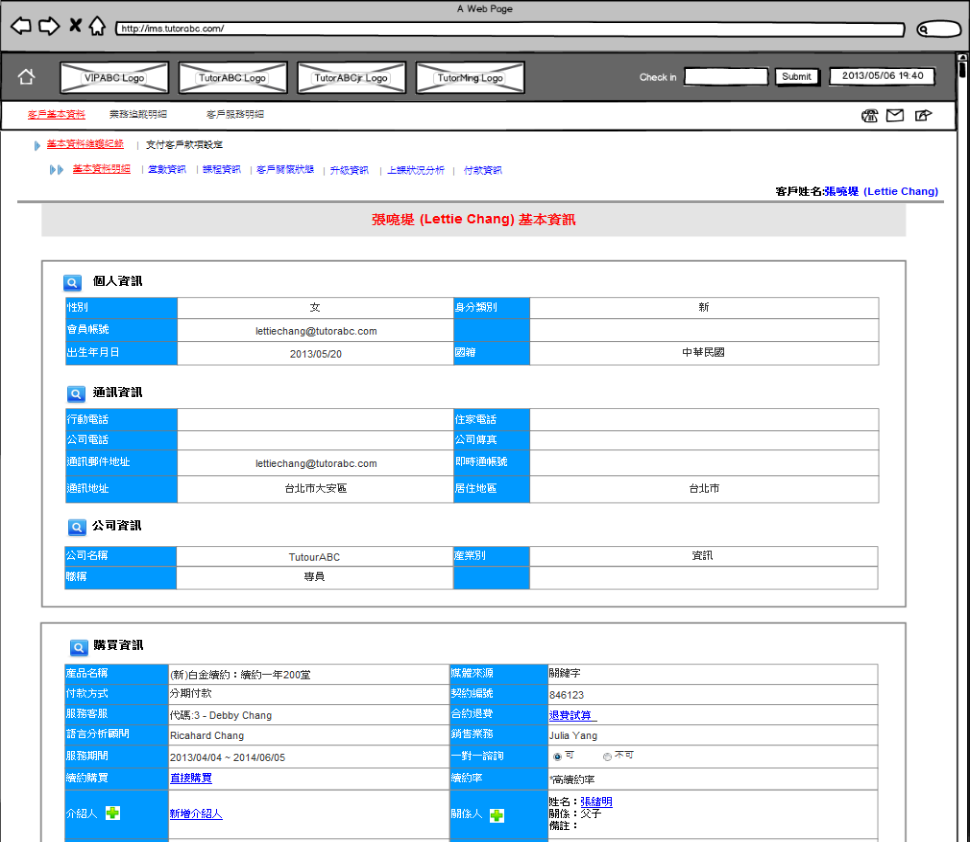 A Web Page
http://ims.tutorabc.com/
VIPABC Logo TutorABC Logo TutorABCjr Logo TutorMing Logo Check in Submit 2013/05/06 19:40
客戶基本資料 業務追蹤明細 客戶服務明細
基本資料維護紀錄 | 支付客戶款項設定
基本資料明細 | 堂數資訊 | 課程資訊 | 客戶開發狀態 | 升級資訊 | 上課狀況分析 | 付款資訊
客戶姓名:張曉堤 (Lettie Chang)
張曉堤 (Lettie Chang) 基本資訊
個人資訊
性別 女 身分類別 新
會員帳號 lettiechang@tutorabc.com
出生年月日 2013/05/20 國籍 中華民國
通訊資訊
行動電話 住家電話
公司電話 公司傳真
通訊郵件地址 lettiechang@tutorabc.com 即時通帳號
通訊地址 台北市大安區 居住地區 台北市
公司資訊
公司名稱 TutourABC 產業別 資訊
職稱 專員
購買資訊
產品名稱 (新)白金續約：續約一年200堂 媒體來源 關鍵字
付款方式 分期付款 契約編號 846123
服務客服 代碼:3 - Debby Chang 合約退費 退費試算
語言分析顧問 Ricahard Chang 銷售業務 Julia Yang
服務期間 2013/04/04 ~ 2014/06/05 一對一諮詢 可 不可
續約購買 直接購買 續約率 *高續約率
介紹人 新增介紹人 關係人 姓名：張緒明
關係：父子
備註：